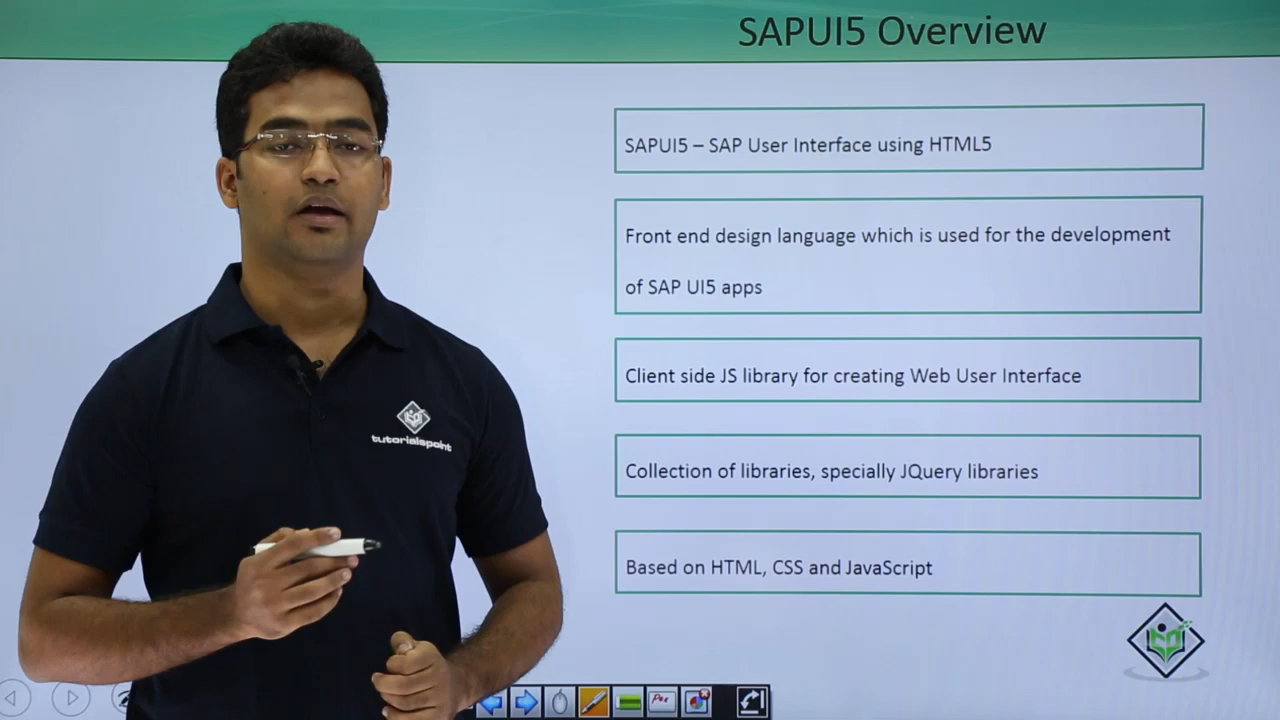 SAPUI5 Overview
SAPUI5 – SAP User Interface using HTML5
Front end design language which is used for the development
of SAP UI5 apps
Client side JS library for creating Web User Interface
Collection of libraries, specially JQuery libraries
Based on HTML, CSS and JavaScript
tutorialspoint